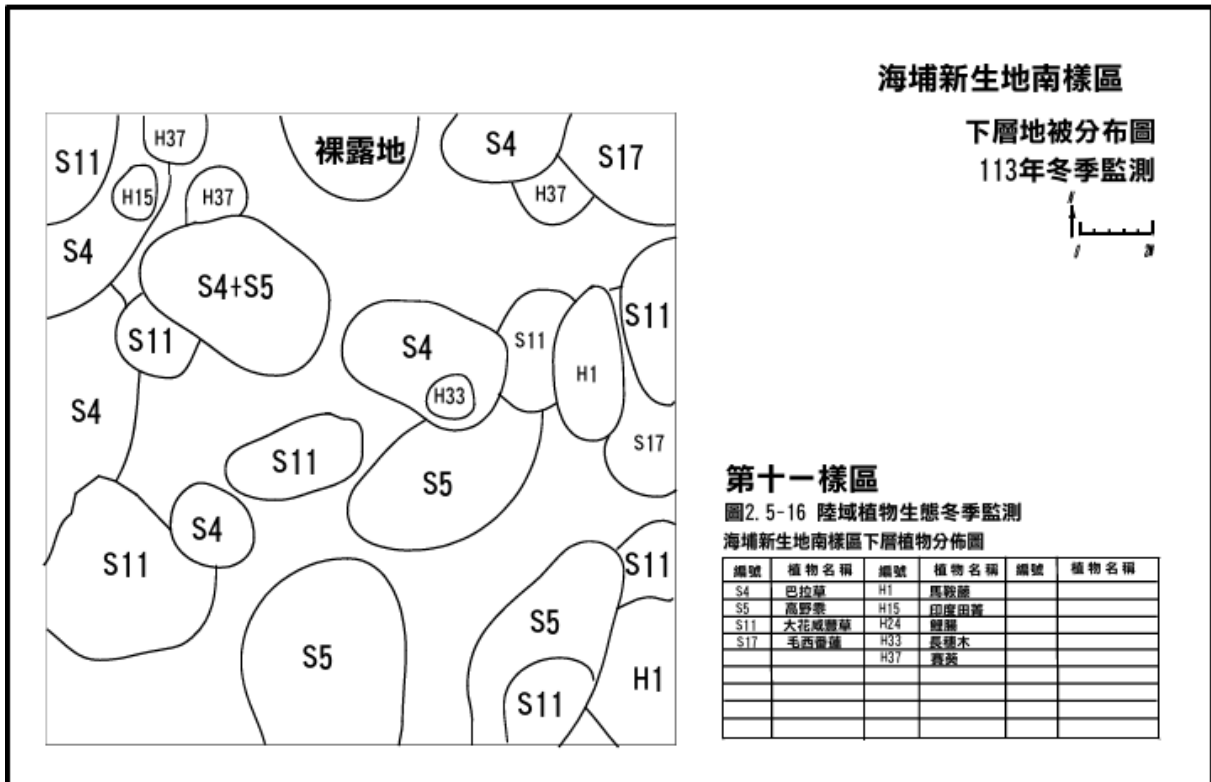 海埔新生地南樣區
下層地被分布圖
113年冬季監測
N
0 2M
S11 H37 裸露地 S4 S17
H15 H37 H37
S4 S4+S5
S11 S4 S11 H1 S11
S4 H33
S11 S5 S17
S11 S4 S11
S5 S5
S11 H1
第十一樣區
圖2.5-16 陸域植物生態冬季監測
海埔新生地南樣區下層植物分佈圖
編號 植物名稱 編號 植物名稱 編號 植物名稱
S4 巴拉草 H1 馬鞍藤
S5 高野黍 H15 印度田菁
S11 大花咸豐草 H24 鱧腸
S17 毛西番蓮 H33 長穗木
H37 賽葵